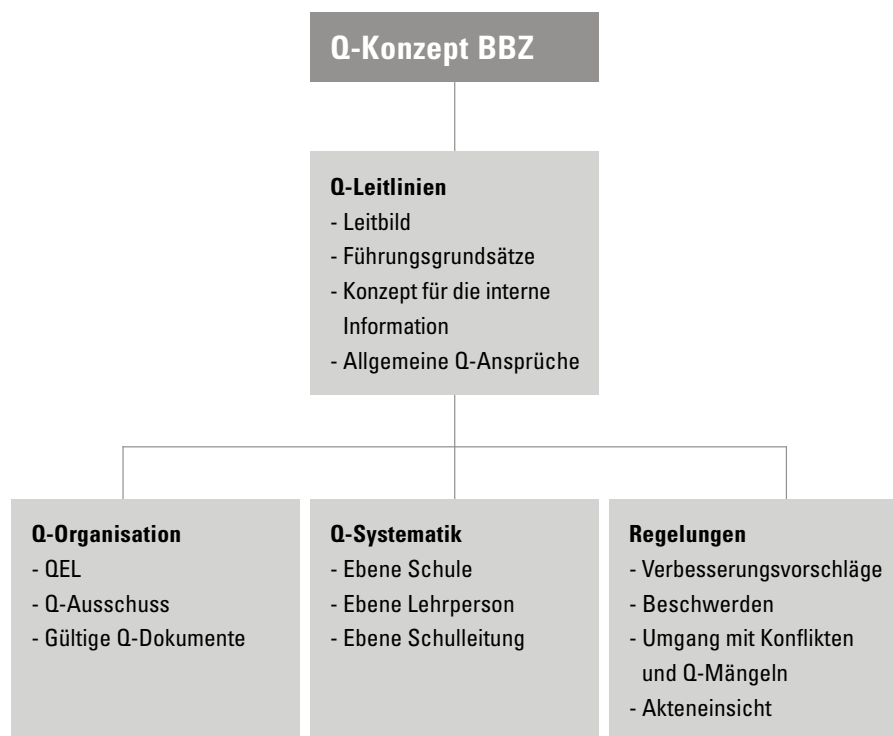 Q-Konzept BBZ
Q-Leitlinien
- Leitbild
- Führungsgrundsätze
- Konzept für die interne
Information
- Allgemeine Q-Ansprüche
Q-Organisation
- QEL
- Q-Ausschuss
- Gültige Q-Dokumente
Q-Systematik
- Ebene Schule
- Ebene Lehrperson
- Ebene Schulleitung
Regelungen
- Verbesserungsvorschläge
- Beschwerden
- Umgang mit Konflikten
und Q-Mängeln
- Akteneinsicht